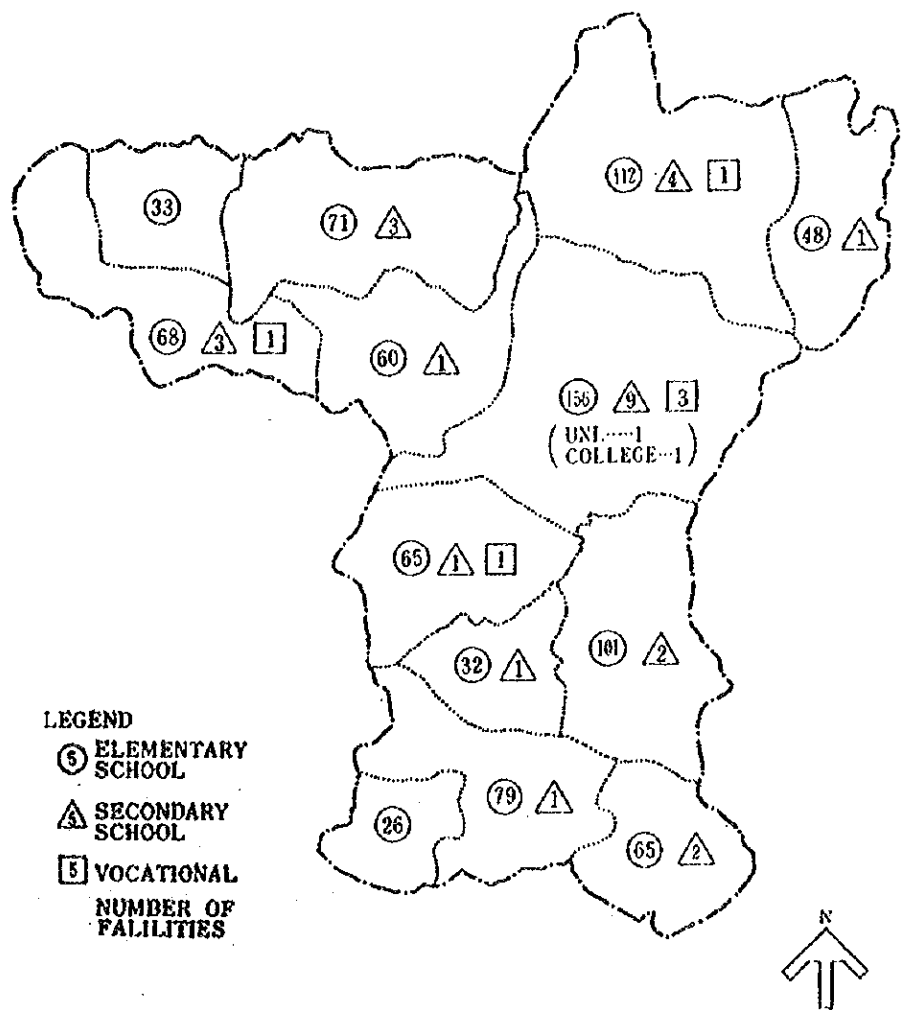 112 4 1
33
71 3
48 1
68 3 1
60 1
156 9 3
( UNI.·····1
COLLEGE···1 )
65 1 1
32 1
101 2
79 1
26
65 2
LEGEND
5 ELEMENTARY
SCHOOL
SECONDARY
SCHOOL
5 VOCATIONAL
NUMBER OF
FALILITIES
N